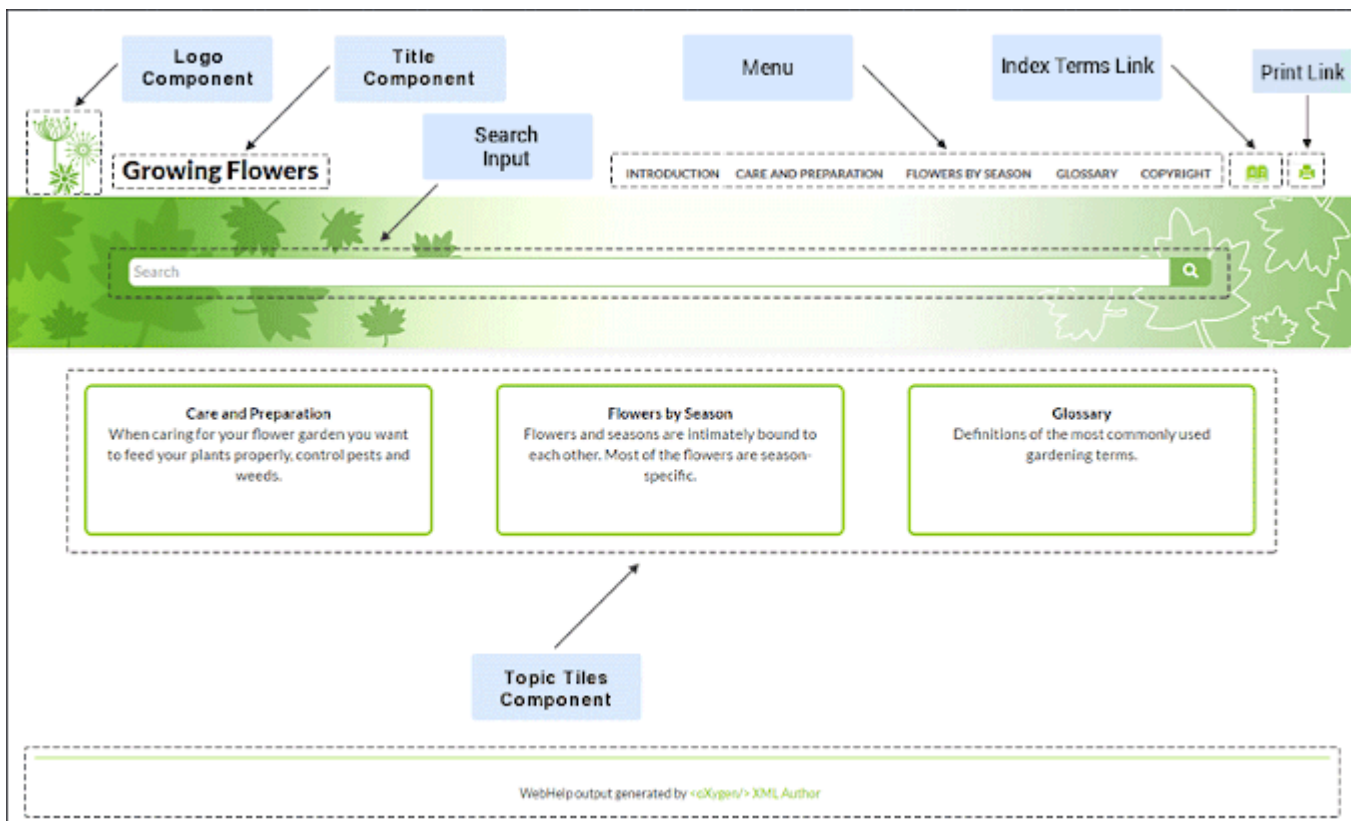 Logo
Component
Title
Component
Menu
Index Terms Link
Print Link
Search
Input
Growing Flowers
INTRODUCTION CARE AND PREPARATION FLOWERS BY SEASON GLOSSARY COPYRIGHT
Search
Care and Preparation
When caring for your flower garden you want
to feed your plants properly, control pests and
weeds.
Flowers by Season
Flowers and seasons are intimately bound to
each other. Most of the flowers are season-
specific.
Glossary
Definitions of the most commonly used
gardening terms.
Topic Tiles
Component
WebHelp output generated by <oXygen/> XML Author